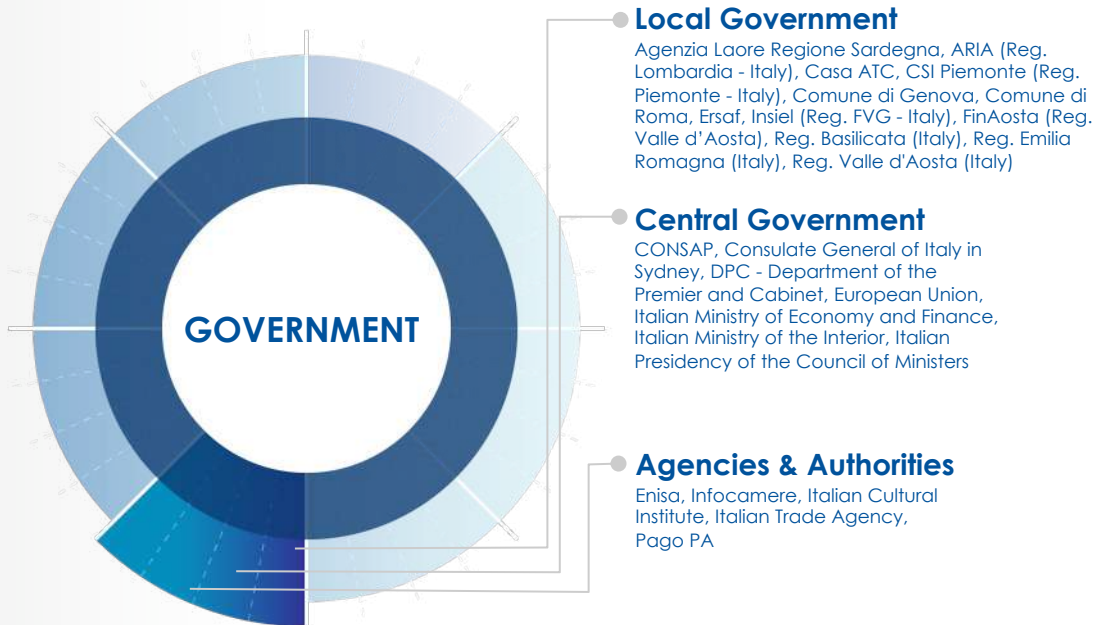 GOVERNMENT
Local Government
Agenzia Laore Regione Sardegna, ARIA (Reg.
Lombardia - Italy), Casa ATC, CSI Piemonte (Reg.
Piemonte - Italy), Comune di Genova, Comune di
Roma, Ersaf, Insiel (Reg. FVG - Italy), FinAosta (Reg.
Valle d’Aosta), Reg. Basilicata (Italy), Reg. Emilia
Romagna (Italy), Reg. Valle d'Aosta (Italy)
Central Government
CONSAP, Consulate General of Italy in
Sydney, DPC - Department of the
Premier and Cabinet, European Union,
Italian Ministry of Economy and Finance,
Italian Ministry of the Interior, Italian
Presidency of the Council of Ministers
Agencies & Authorities
Enisa, Infocamere, Italian Cultural
Institute, Italian Trade Agency,
Pago PA